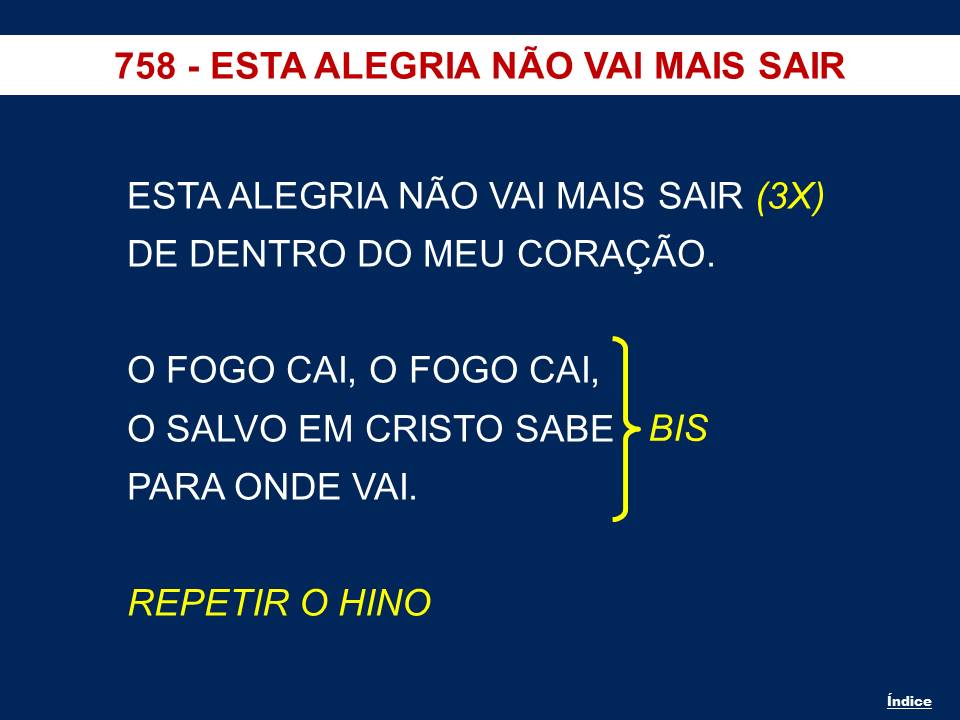 758 - ESTA ALEGRIA NÃO VAI MAIS SAIR
ESTA ALEGRIA NÃO VAI MAIS SAIR (3X)
DE DENTRO DO MEU CORAÇÃO.
O FOGO CAI, O FOGO CAI,
O SALVO EM CRISTO SABE BIS
PARA ONDE VAI.
REPETIR O HINO
Índice